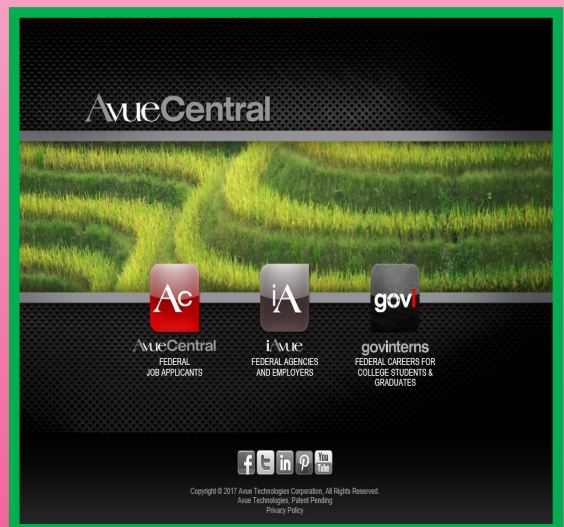 AvueCentral
Ac
iA
govi
AvueCentral
FEDERAL
JOB APPLICANTS
iAvue
FEDERAL AGENCIES
AND EMPLOYERS
govinterns
FEDERAL CAREERS FOR
COLLEGE STUDENTS &
GRADUATES
f t in P You
Tube
Copyright © 2017 Avue Technologies Corporation, All Rights Reserved.
Avue Technologies, Patent Pending
Privacy Policy